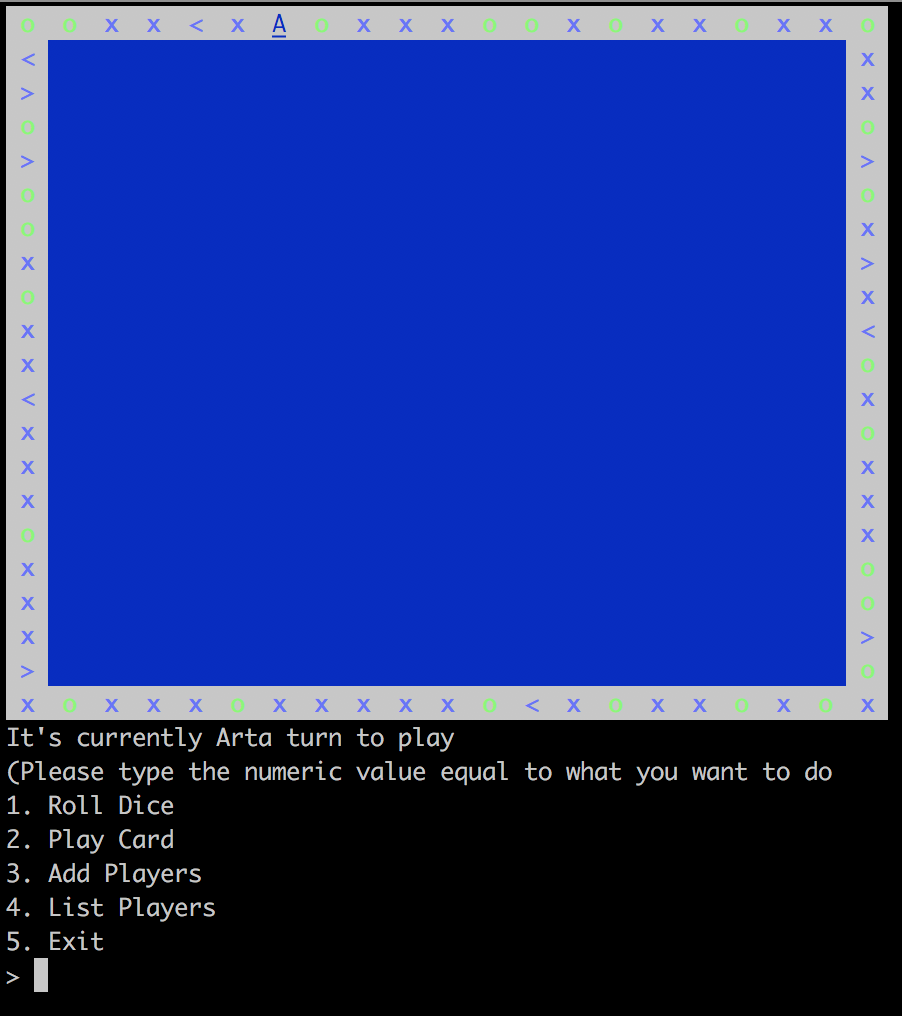 o o x x < x A o x x x o o x o x x o x x o
< x
> x
o o
> >
o o
o x
x >
o x
x <
x o
< x
x o
x x
x x
o x
x o
x o
x >
> o
x o x x x o x x x x x o < x o x x o x o x
It's currently Arta turn to play
(Please type the numeric value equal to what you want to do
1. Roll Dice
2. Play Card
3. Add Players
4. List Players
5. Exit
>